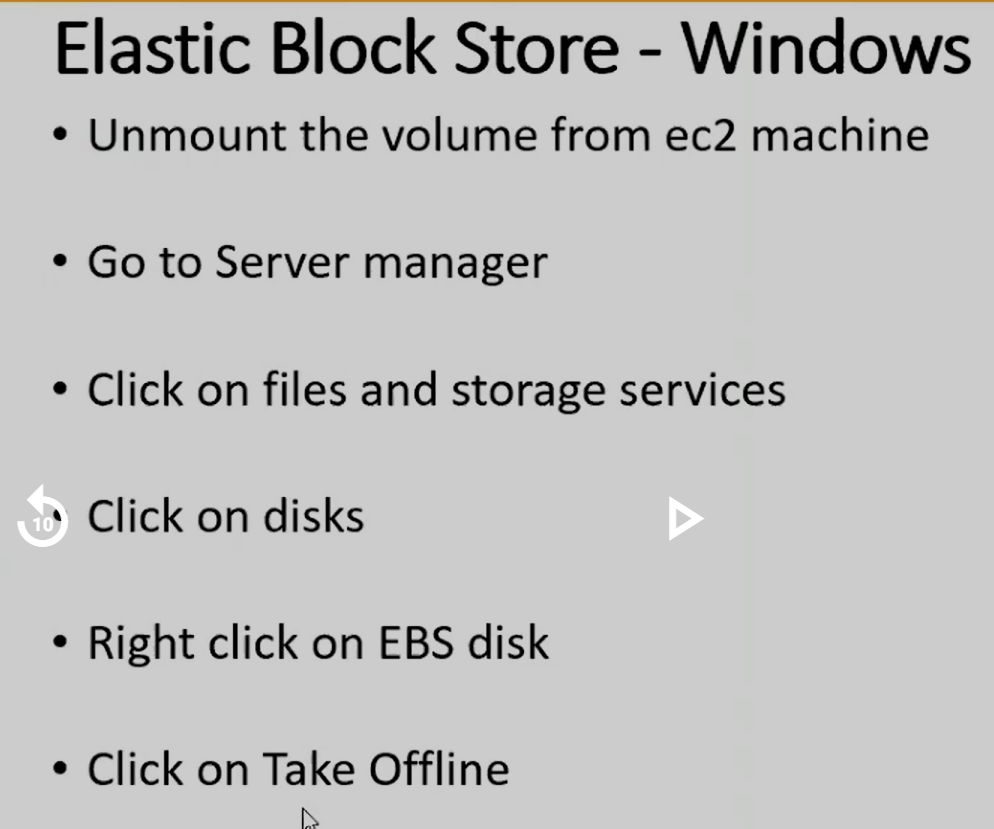 Elastic Block Store - Windows
• Unmount the volume from ec2 machine
• Go to Server manager
• Click on files and storage services
• Click on disks
10
• Right click on EBS disk
• Click on Take Offline